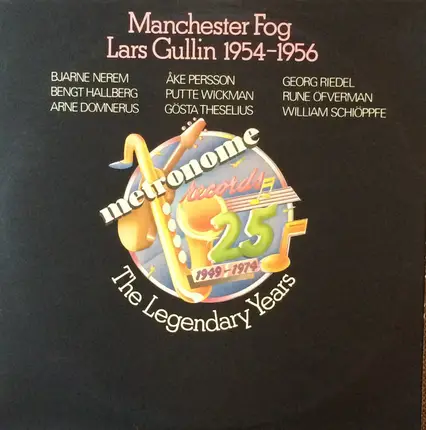 Manchester Fog
Lars Gullin 1954–1956
BJARNE NEREM
ÅKE PERSSON
GEORG RIEDEL
BENGT HALLBERG
PUTTE WICKMAN
RUNE ÖFVERMAN
ARNE DOMNERUS
GÖSTA THESELIUS
WILLIAM SCHIÖPPFE
metronome
records
25
1949–1974
The Legendary Years